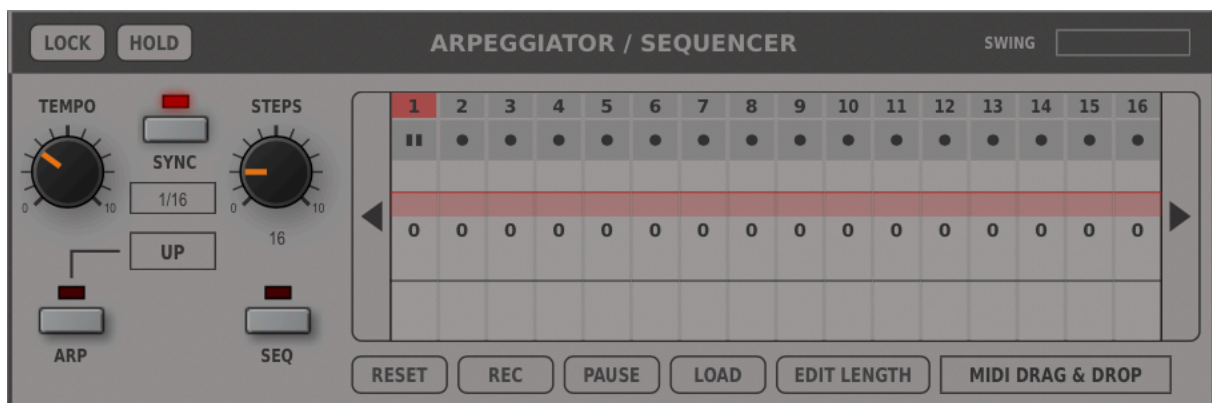 LOCK HOLD ARPEGGIATOR / SEQUENCER SWING
TEMPO STEPS
SYNC
0 10 1/16 0 10
16
UP
ARP SEQ
1 2 3 4 5 6 7 8 9 10 11 12 13 14 15 16
0 0 0 0 0 0 0 0 0 0 0 0 0 0 0 0
RESET REC PAUSE LOAD EDIT LENGTH MIDI DRAG & DROP